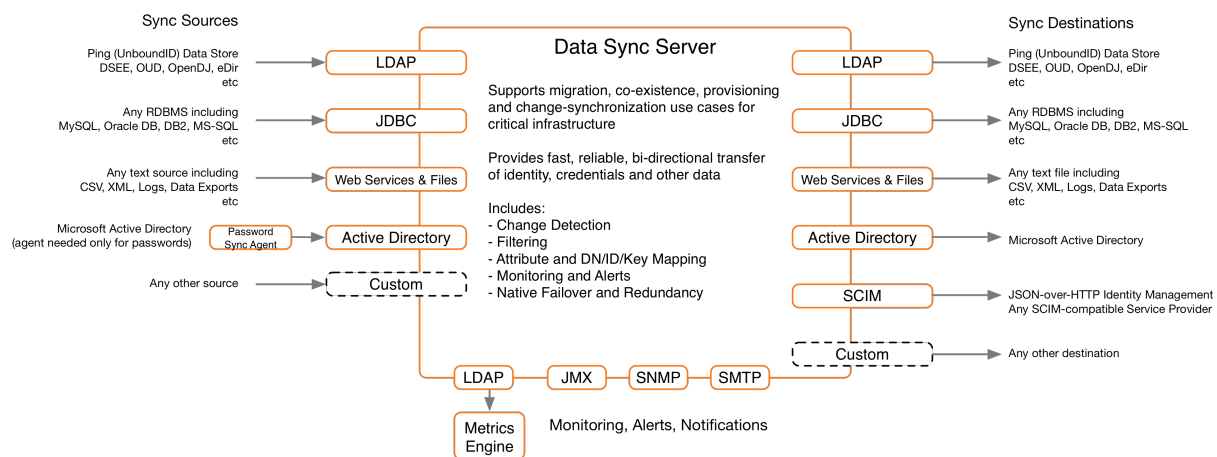 Sync Sources
Ping (UnboundID) Data Store
DSEE, OUD, OpenDJ, eDir
etc
LDAP
Any RDBMS including
MySQL, Oracle DB, DB2, MS-SQL
etc
JDBC
Any text source including
CSV, XML, Logs, Data Exports
etc
Web Services & Files
Microsoft Active Directory
(agent needed only for passwords)
Password
Sync Agent
Active Directory
Any other source
Custom
Data Sync Server
Supports migration, co-existence, provisioning
and change-synchronization use cases for
critical infrastructure
Provides fast, reliable, bi-directional transfer
of identity, credentials and other data
Includes:
- Change Detection
- Filtering
- Attribute and DN/ID/Key Mapping
- Monitoring and Alerts
- Native Failover and Redundancy
Sync Destinations
LDAP
Ping (UnboundID) Data Store
DSEE, OUD, OpenDJ, eDir
etc
JDBC
Any RDBMS including
MySQL, Oracle DB, DB2, MS-SQL
etc
Web Services & Files
Any text file including
CSV, XML, Logs, Data Exports
etc
Active Directory
Microsoft Active Directory
SCIM
JSON-over-HTTP Identity Management
Any SCIM-compatible Service Provider
Custom
Any other destination
LDAP
JMX
SNMP
SMTP
Metrics
Engine
Monitoring, Alerts, Notifications